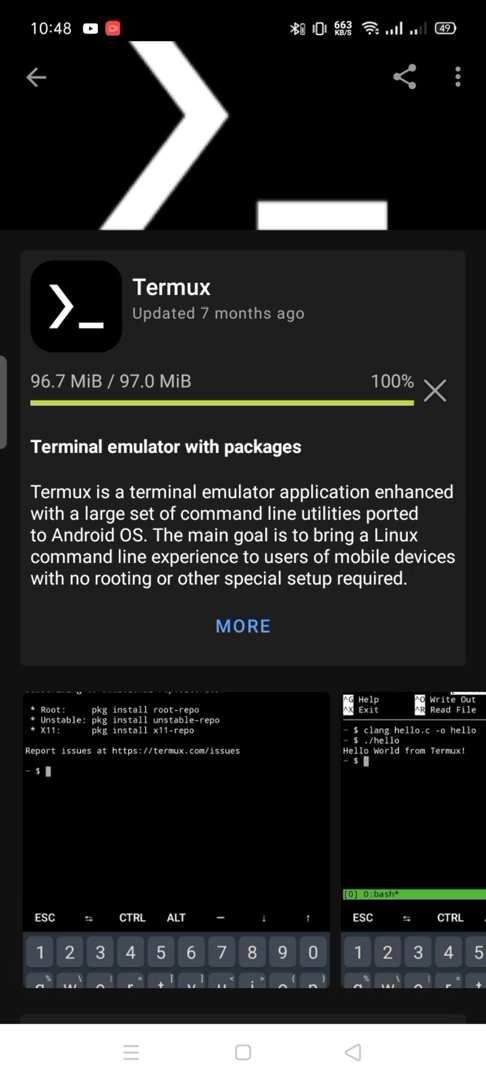 10:48
663
KB/S
49
Termux
Updated 7 months ago
96.7 MiB / 97.0 MiB 100%
Terminal emulator with packages
Termux is a terminal emulator application enhanced
with a large set of command line utilities ported
to Android OS. The main goal is to bring a Linux
command line experience to users of mobile devices
with no rooting or other special setup required.
MORE
* Root: pkg install root-repo
* Unstable: pkg install unstable-repo
* X11: pkg install x11-repo
Report issues at https://termux.com/issues
~ $
ESC CTRL ALT – ↓ ↑
1 2 3 4 5 6 7 8 9 0
^G Help ^O Write Out
^X Exit ^R Read File
~ $ clang hello.c -o hello
~ $ ./hello
Hello World from Termux!
~ $
[0] 0:bash*
ESC CTRL
1 2 3 4 5